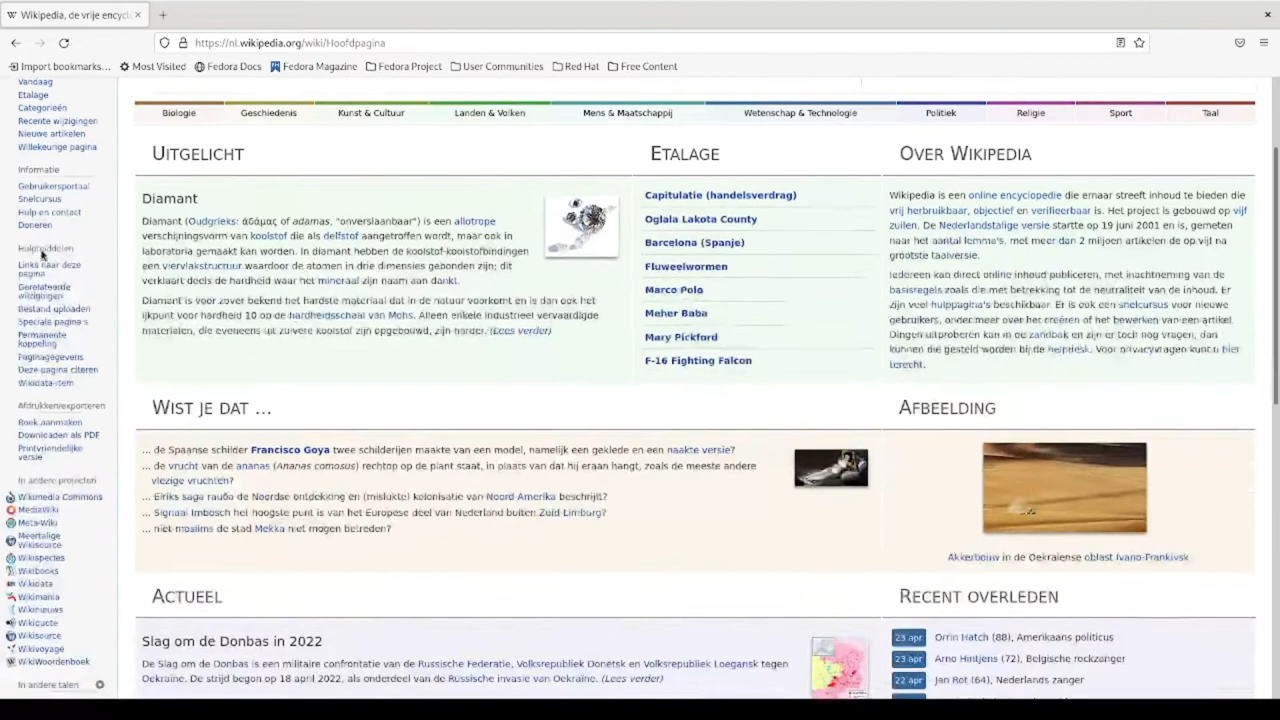 Wikipedia, de vrije encycl
https://nl.wikipedia.org/wiki/Hoofdpagina
Import bookmarks... Most Visited Fedora Docs Fedora Magazine Fedora Project User Communities Red Hat Free Content
Vandaag
Etalage
Categorieën
Recente wijzigingen
Nieuwe artikelen
Willekeurige pagina
Informatie
Gebruikersportaal
Snelcursus
Hulp en contact
Doneren
Hulpmiddelen
Links naar deze
pagina
Gerelateerde
wijzigingen
Bestand uploaden
Speciale pagina's
Permanente
koppeling
Paginagegevens
Deze pagina citeren
Wikidata-item
Afdrukken/exporteren
Boek aanmaken
Downloaden als PDF
Printvriendelijke
versie
In andere projecten
Wikimedia Commons
MediaWiki
Meta-Wiki
Meertalige
Wikisource
Wikispecies
Wikibooks
Wikidata
Wikimania
Wikinieuws
Wikiquote
Wikisource
Wikivoyage
WikiWoordenboek
In andere talen
Biologie Geschiedenis Kunst & Cultuur Landen & Volken Mens & Maatschappij Wetenschap & Technologie Politiek Religie Sport Taal
Uitgelicht
Diamant
Diamant (Oudgrieks: ἀδάμας of adamas, "onverslaanbaar") is een allotrope
verschijningsvorm van koolstof die als delfstof aangetroffen wordt, maar ook in
laboratoria gemaakt kan worden. In diamant hebben de koolstof-koolstofbindingen
een viervlakstructuur waardoor de atomen in drie dimensies gebonden zijn; dit
verklaart deels de hardheid waar het mineraal zijn naam aan dankt.
Diamant is voor zover bekend het hardste materiaal dat in de natuur voorkomt en is dan ook het
ijkpunt voor hardheid 10 op de hardheidsschaal van Mohs. Alleen enkele industrieel vervaardigde
materialen, die eveneens uit zuivere koolstof zijn opgebouwd, zijn harder. (Lees verder)
Etalage
Capitulatie (handelsverdrag)
Oglala Lakota County
Barcelona (Spanje)
Fluweelwormen
Marco Polo
Meher Baba
Mary Pickford
F-16 Fighting Falcon
Over Wikipedia
Wikipedia is een online encyclopedie die ernaar streeft inhoud te bieden die
vrij herbruikbaar, objectief en verifieerbaar is. Het project is gebouwd op vijf
zuilen. De Nederlandstalige versie startte op 19 juni 2001 en is, gemeten
naar het aantal lemma's, met meer dan 2 miljoen artikelen de op vijf na
grootste taalversie.
Iedereen kan direct online inhoud publiceren, met inachtneming van de
basisregels zoals die met betrekking tot de neutraliteit van de inhoud. Er
zijn veel hulppagina's beschikbaar. Er is ook een snelcursus voor nieuwe
gebruikers, onder meer over het creëren of het bewerken van een artikel.
Dingen uitproberen kan in de zandbak en zijn er toch nog vragen, dan
kunnen die gesteld worden bij de helpdesk. Voor privacyvragen kunt u hier
terecht.
Wist je dat ...
... de Spaanse schilder Francisco Goya twee schilderijen maakte van een model, namelijk een geklede en een naakte versie?
... de vrucht van de ananas (Ananas comosus) rechtop op de plant staat, in plaats van dat hij eraan hangt, zoals de meeste andere
vlezige vruchten?
... Eiríks saga rauða de Noordse ontdekking en (mislukte) kolonisatie van Noord-Amerika beschrijft?
... Signaal Imbosch het hoogste punt is van het Europese deel van Nederland buiten Zuid-Limburg?
... niet-moslims de stad Mekka niet mogen betreden?
Afbeelding
Akkerbouw in de Oekraïense oblast Ivano-Frankivsk
Actueel
Slag om de Donbas in 2022
De Slag om de Donbas is een militaire confrontatie van de Russische Federatie, Volksrepubliek Donetsk en Volksrepubliek Loegansk tegen
Oekraïne. De strijd begon op 18 april 2022, als onderdeel van de Russische invasie van Oekraïne. (Lees verder)
Recent overleden
23 apr Orrin Hatch (88), Amerikaans politicus
23 apr Arno Hintjens (72), Belgische rockzanger
22 apr Jan Rot (64), Nederlands zanger